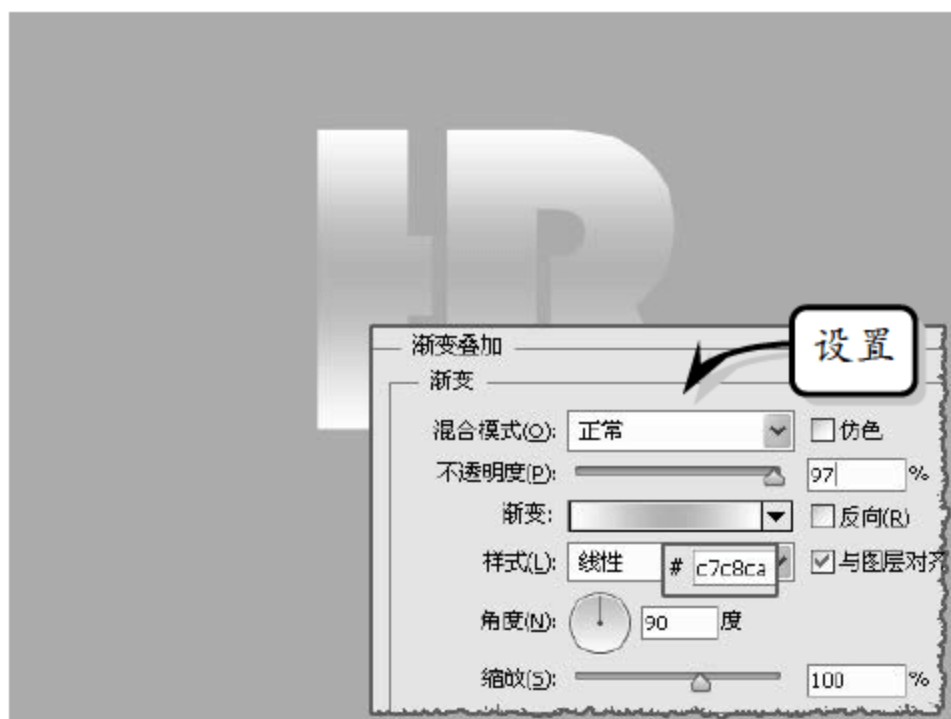 HR
设置
渐变叠加
渐变
混合模式(O): 正常 仿色
不透明度(P): 97 %
渐变: 反向(R)
样式(L): 线性 # c7c8ca 与图层对齐
角度(N): 90 度
缩放(S): 100 %